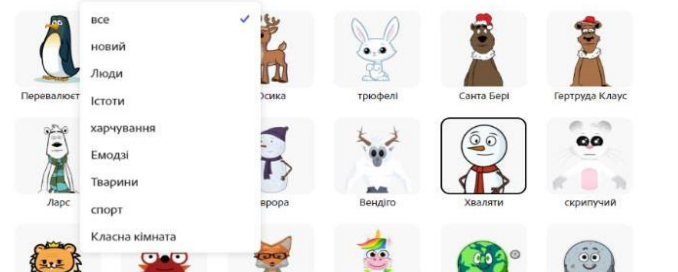 все
новий
Люди
Істоти
харчування
Емодзі
Тварини
спорт
Класна кімната
Перевалюєт
Осика
трюфелі
Санта Бері
Гертруда Клаус
Ларс
врора
Вендіго
Хваляти
скрипучий